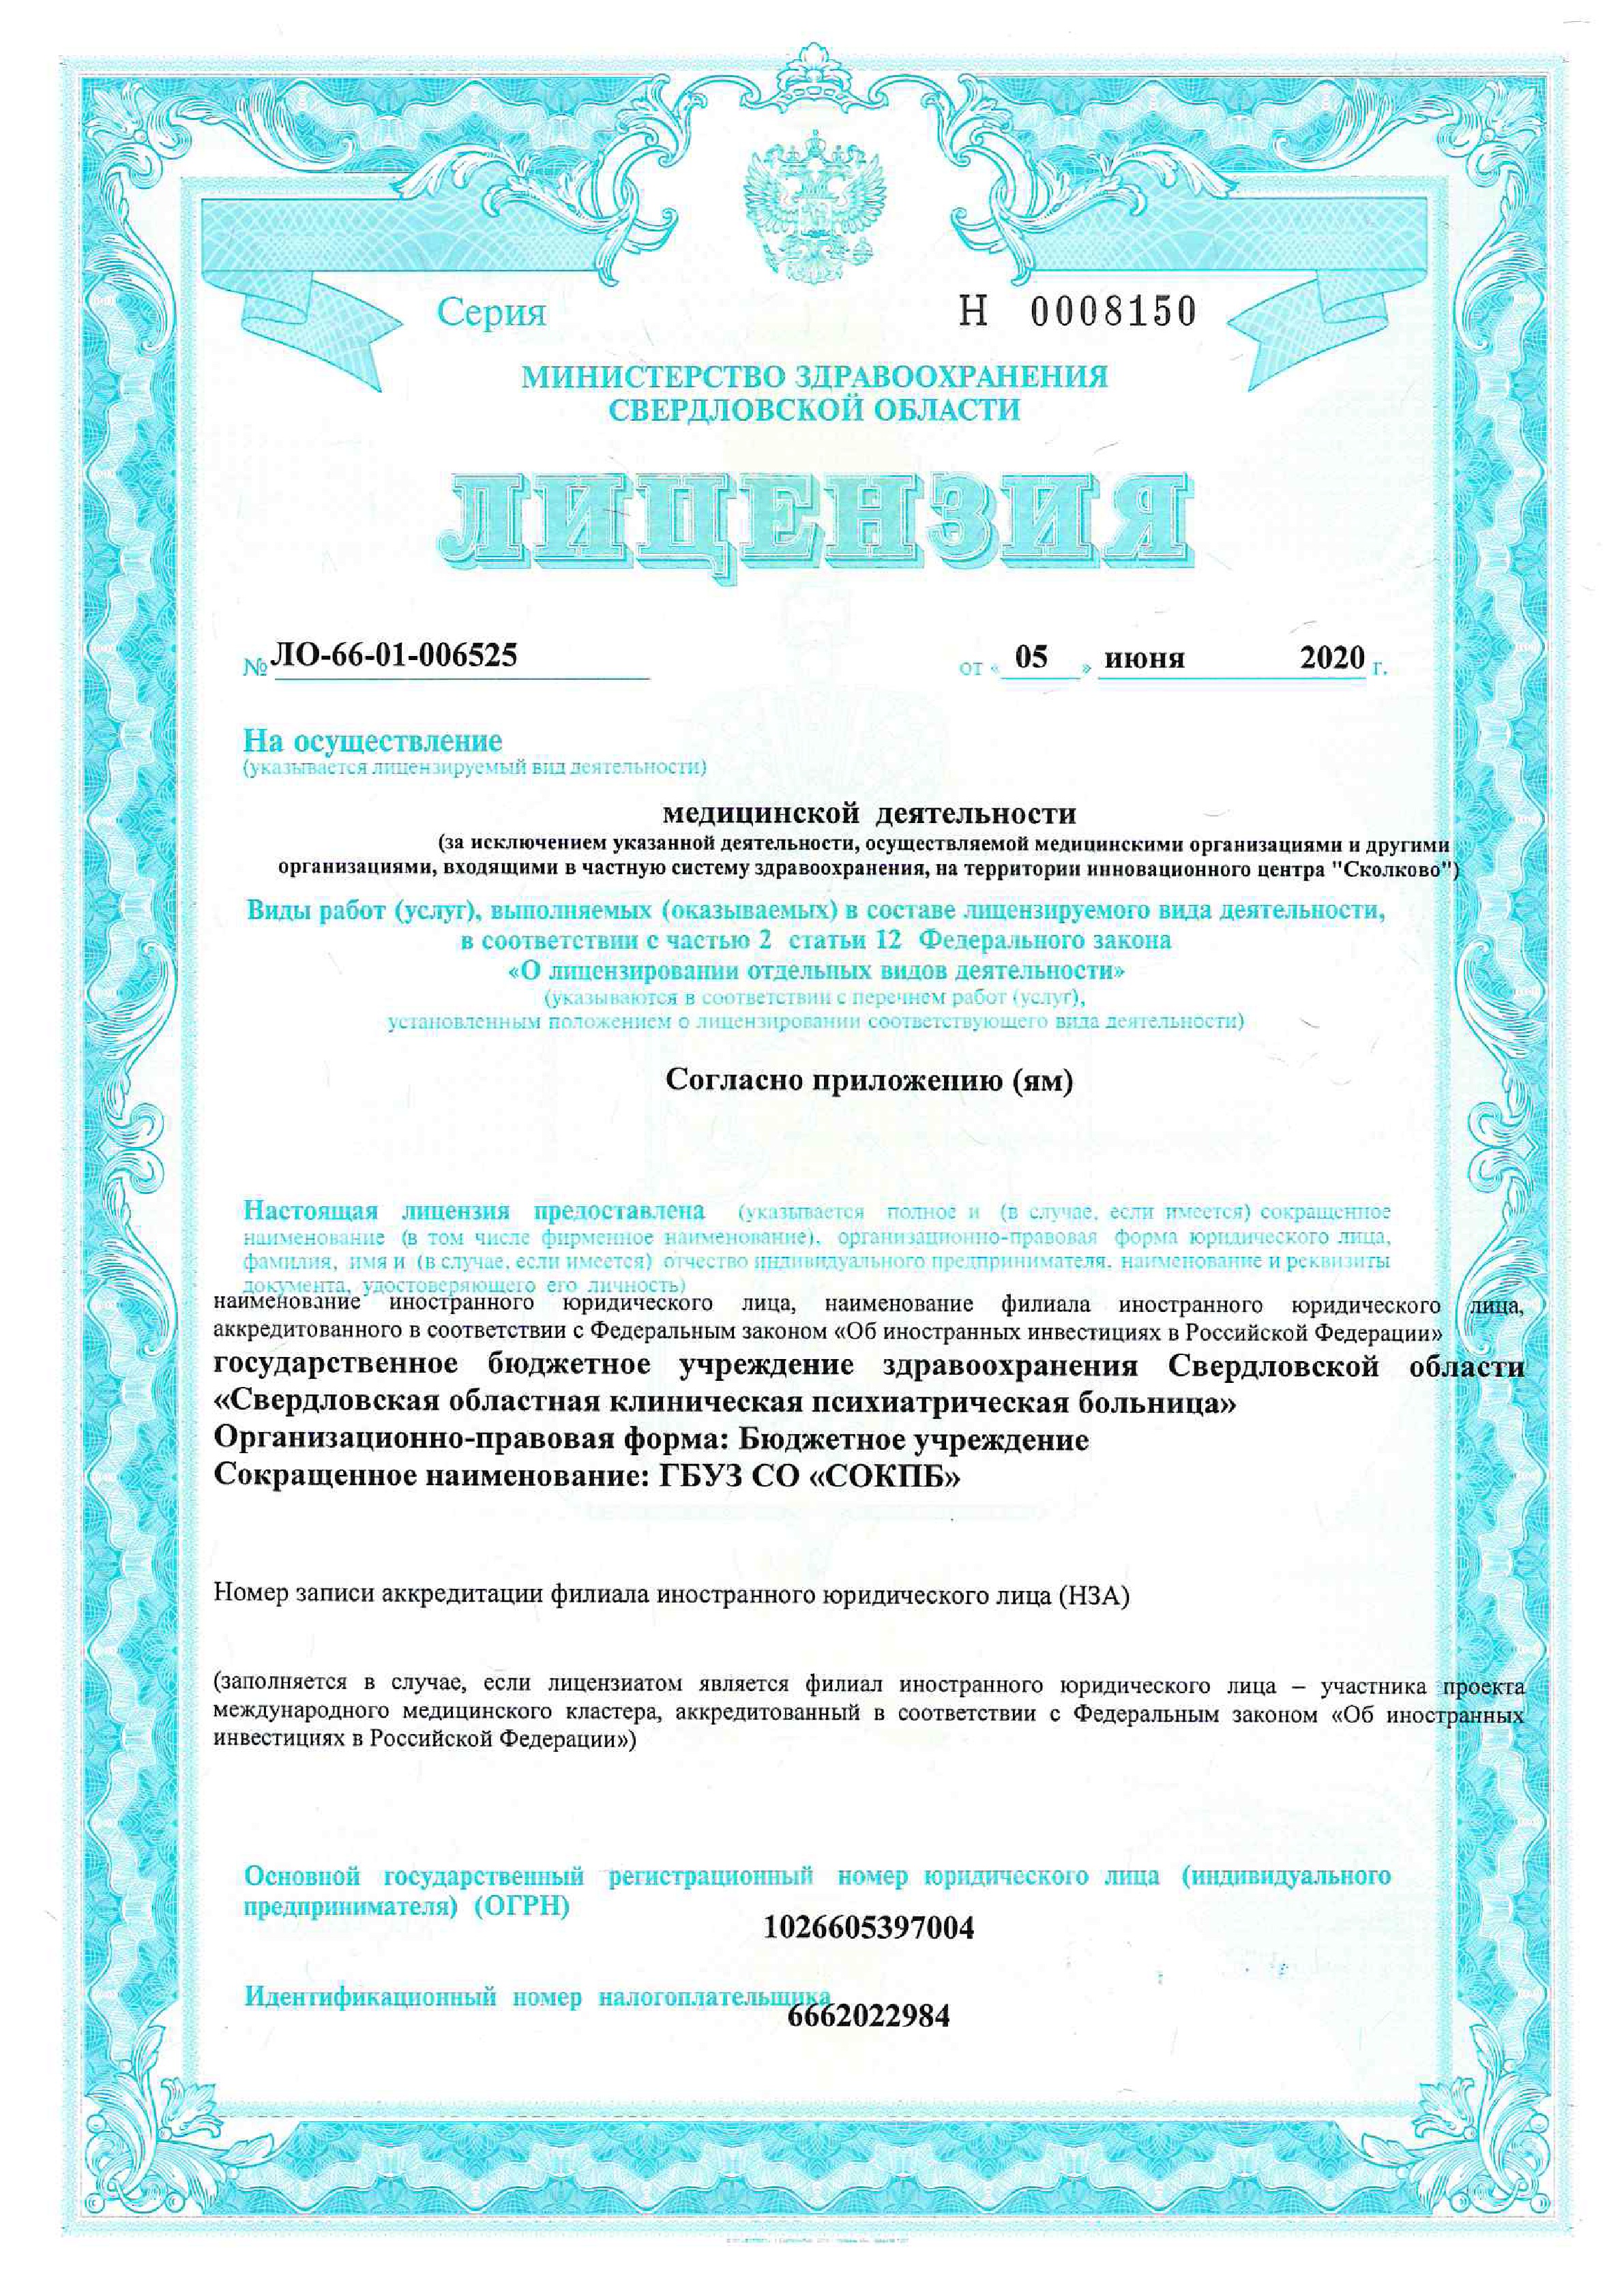 Серия Н 0008150
МИНИСТЕРСТВО ЗДРАВООХРАНЕНИЯ
СВЕРДЛОВСКОЙ ОБЛАСТИ
ЛИЦЕНЗИЯ
№ ЛО-66-01-006525 от « 05 » июня 2020 г.
На осуществление
(указывается лицензируемый вид деятельности)
медицинской деятельности
(за исключением указанной деятельности, осуществляемой медицинскими организациями и другими
организациями, входящими в частную систему здравоохранения, на территории инновационного центра "Сколково")
Виды работ (услуг), выполняемых (оказываемых) в составе лицензируемого вида деятельности,
в соответствии с частью 2 статьи 12 Федерального закона
«О лицензировании отдельных видов деятельности»
(указываются в соответствии с перечнем работ (услуг),
установленным положением о лицензировании соответствующего вида деятельности)
Согласно приложению (ям)
Настоящая лицензия предоставлена (указывается полное и (в случае, если имеется) сокращенное
наименование (в том числе фирменное наименование), организационно-правовая форма юридического лица,
фамилия, имя и (в случае, если имеется) отчество индивидуального предпринимателя, наименование и реквизиты
документа, удостоверяющего его личность)
наименование иностранного юридического лица, наименование филиала иностранного юридического лица,
аккредитованного в соответствии с Федеральным законом «Об иностранных инвестициях в Российской Федерации»
государственное бюджетное учреждение здравоохранения Свердловской области
«Свердловская областная клиническая психиатрическая больница»
Организационно-правовая форма: Бюджетное учреждение
Сокращенное наименование: ГБУЗ СО «СОКПБ»
Номер записи аккредитации филиала иностранного юридического лица (НЗА)
(заполняется в случае, если лицензиатом является филиал иностранного юридического лица – участника проекта
международного медицинского кластера, аккредитованный в соответствии с Федеральным законом «Об иностранных
инвестициях в Российской Федерации»)
Основной государственный регистрационный номер юридического лица (индивидуального
предпринимателя) (ОГРН)
1026605397004
Идентификационный номер налогоплательщика
6662022984